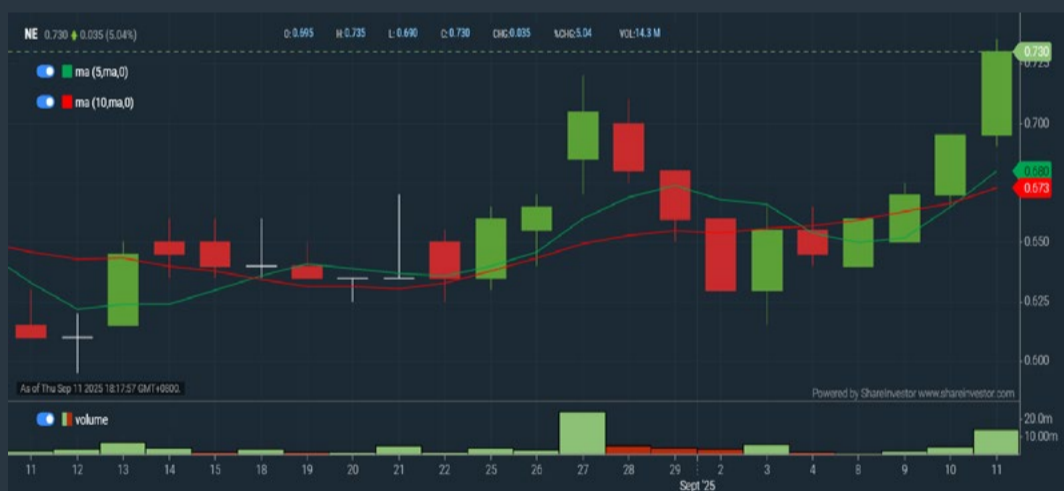 NE 0.730 0.035 (5.04%) O: 0.695 H: 0.735 L: 0.690 C: 0.730 CHG:0.035 %CHG:5.04 VOL:14.3 M
0.730
0.725
ma (5,ma,0)
ma (10,ma,0)
0.700
0.680
0.673
0.650
0.625
0.600
As of Thu Sep 11 2025 18:17:57 GMT+0800.
Powered by ShareInvestor www.shareinvestor.com
volume
20.0m
10.00m
11 12 13 14 15 18 19 20 21 22 25 26 27 28 29 2 3 4 8 9 10 11
Sept '25